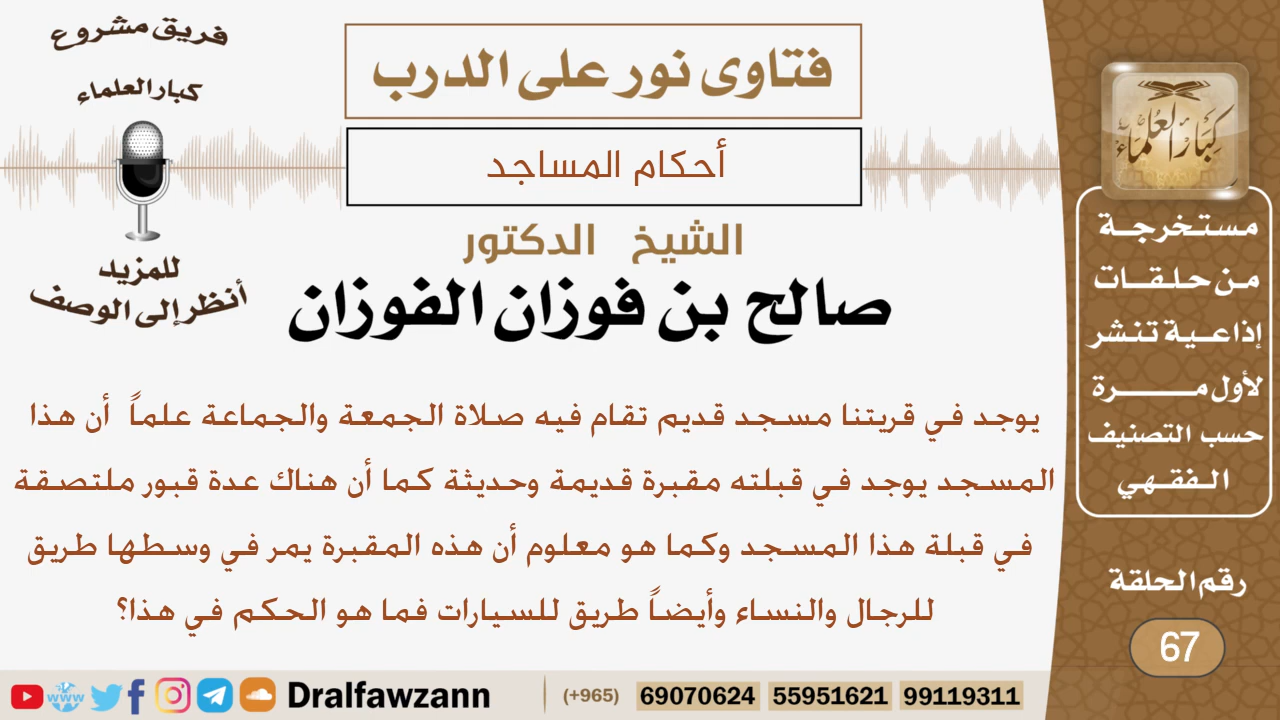 فريق مشروع
كبار العلماء
للمزيد
أنظر إلى الوصف
فتاوى نور على الدرب
أحكام المساجد
الشيخ الدكتور
صالح بن فوزان الفوزان
يوجد في قريتنا مسجد قديم تقام فيه صلاة الجمعة والجماعة علماً أن هذا
المسجد يوجد في قبلته مقبرة قديمة وحديثة كما أن هناك عدة قبور ملتصقة
في قبلة هذا المسجد وكما هو معلوم أن هذه المقبرة يمر في وسطها طريق
للرجال والنساء وأيضاً طريق للسيارات فما هو الحكم في هذا؟
كِبَارُ العُلَمَاء
مستخرجة
من حلقات
إذاعية تنشر
لأول مرة
حسب التصنيف
الفقهي
رقم الحلقة
67
www
Dralfawzann (+965) 69070624 55951621 99119311